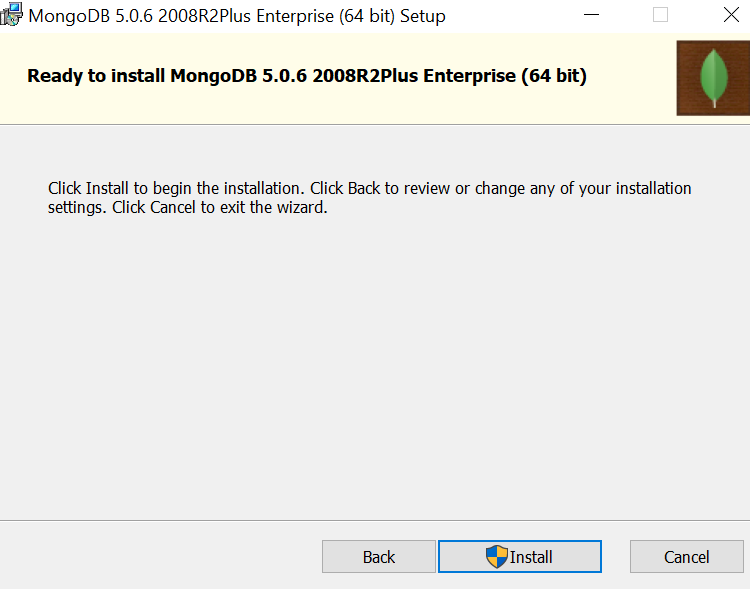 MongoDB 5.0.6 2008R2Plus Enterprise (64 bit) Setup
Ready to install MongoDB 5.0.6 2008R2Plus Enterprise (64 bit)
Click Install to begin the installation. Click Back to review or change any of your installation
settings. Click Cancel to exit the wizard.
Back
Install
Cancel